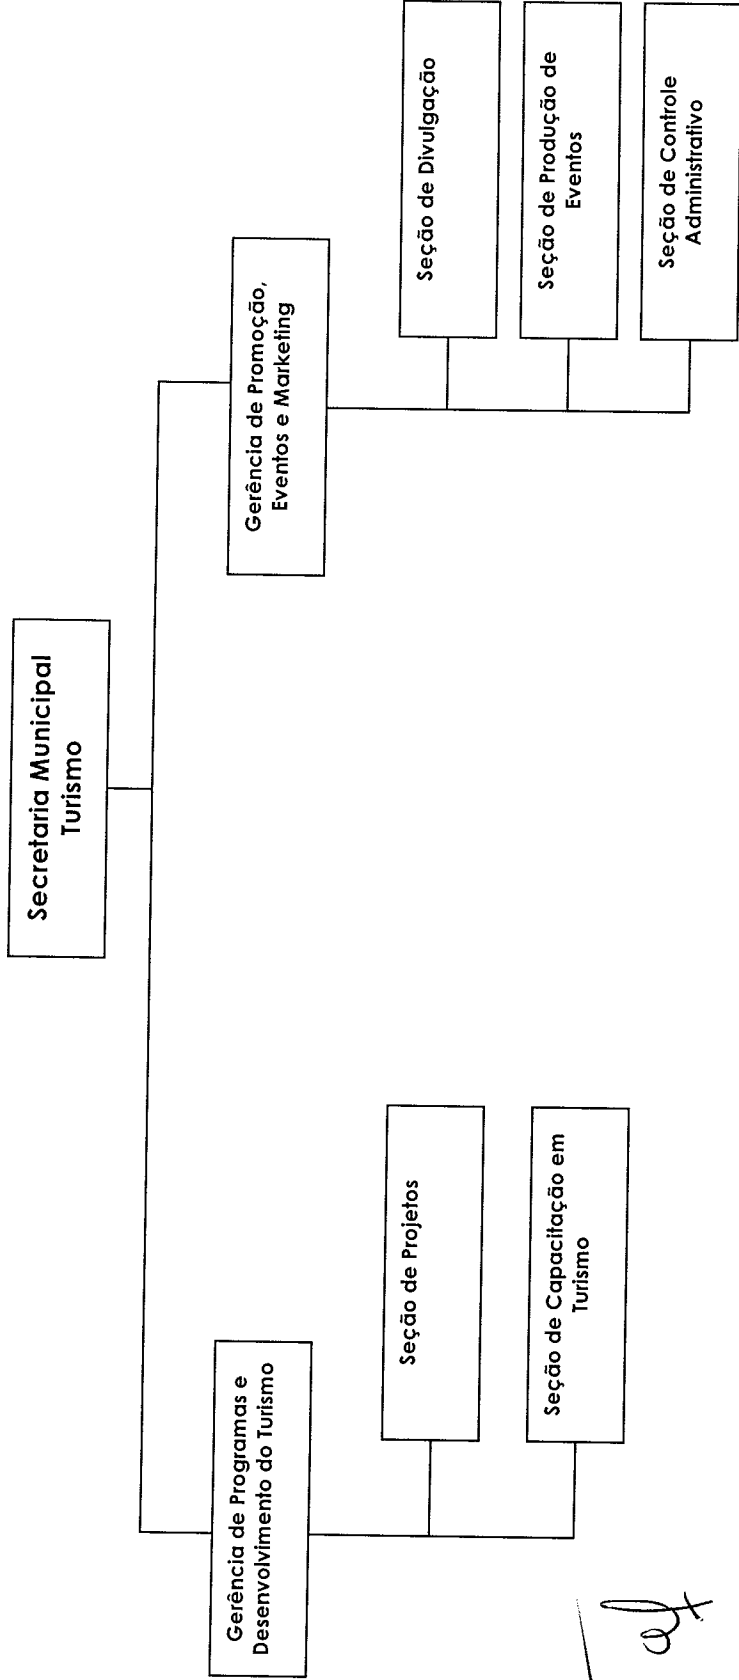 Secretaria Municipal
Turismo
Gerência de Programas e
Desenvolvimento do Turismo
Seção de Projetos
Seção de Capacitação em
Turismo
Gerência de Promoção,
Eventos e Marketing
Seção de Divulgação
Seção de Produção de
Eventos
Seção de Controle
Administrativo